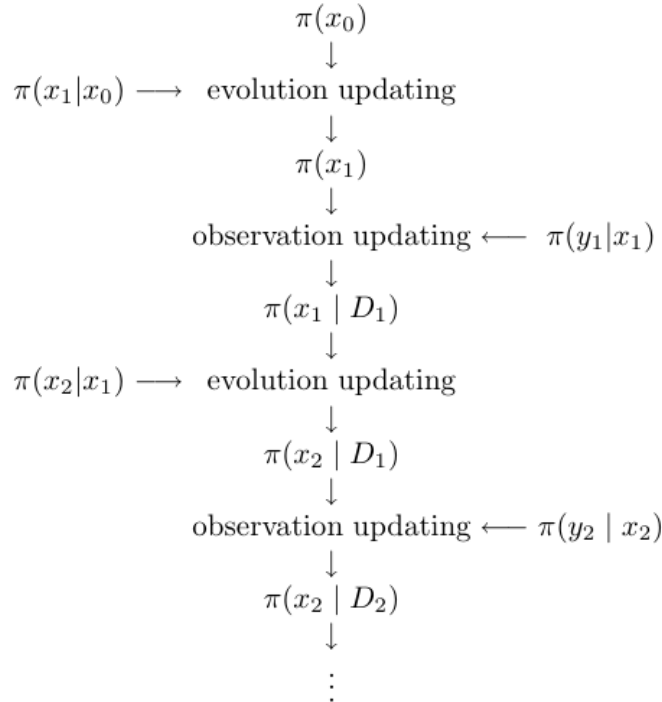 π(x₀)
↓
π(x₁|x₀) ⟶ evolution updating
↓
π(x₁)
↓
observation updating ⟵ π(y₁|x₁)
↓
π(x₁ | D₁)
↓
π(x₂|x₁) ⟶ evolution updating
↓
π(x₂ | D₁)
↓
observation updating ⟵ π(y₂ | x₂)
↓
π(x₂ | D₂)
↓
⋮